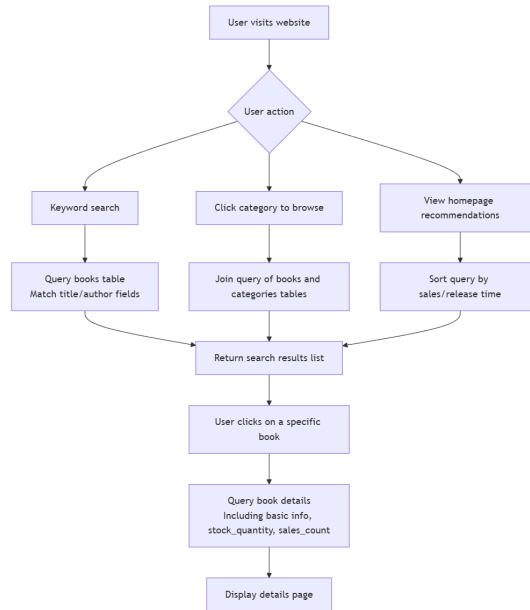 User visits website
User action
Keyword search
Click category to browse
View homepage
recommendations
Query books table
Match title/author fields
Join query of books and
categories tables
Sort query by
sales/release time
Return search results list
User clicks on a specific
book
Query book details
Including basic info,
stock_quantity, sales_count
Display details page